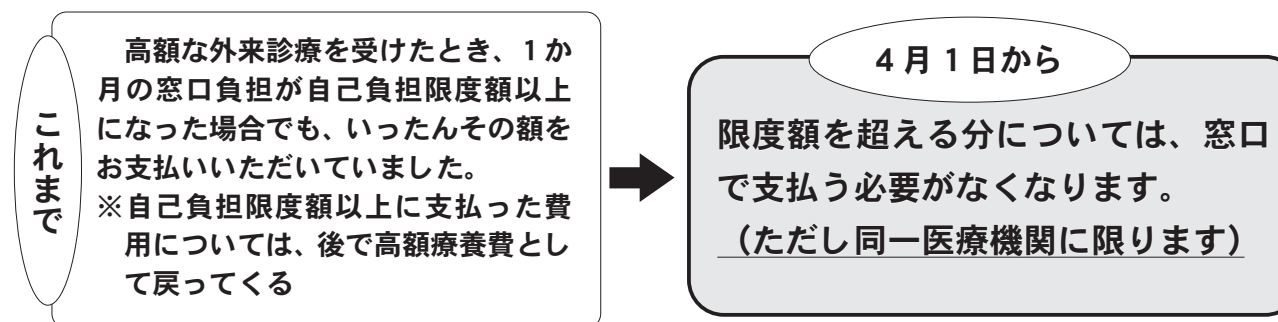 これまで
高額な外来診療を受けたとき、1か
月の窓口負担が自己負担限度額以上
になった場合でも、いったんその額を
お支払いいただいていました。
※自己負担限度額以上に支払った費
用については、後で高額療養費とし
て戻ってくる
4月1日から
限度額を超える分については、窓口
で支払う必要がなくなります。
（ただし同一医療機関に限ります）